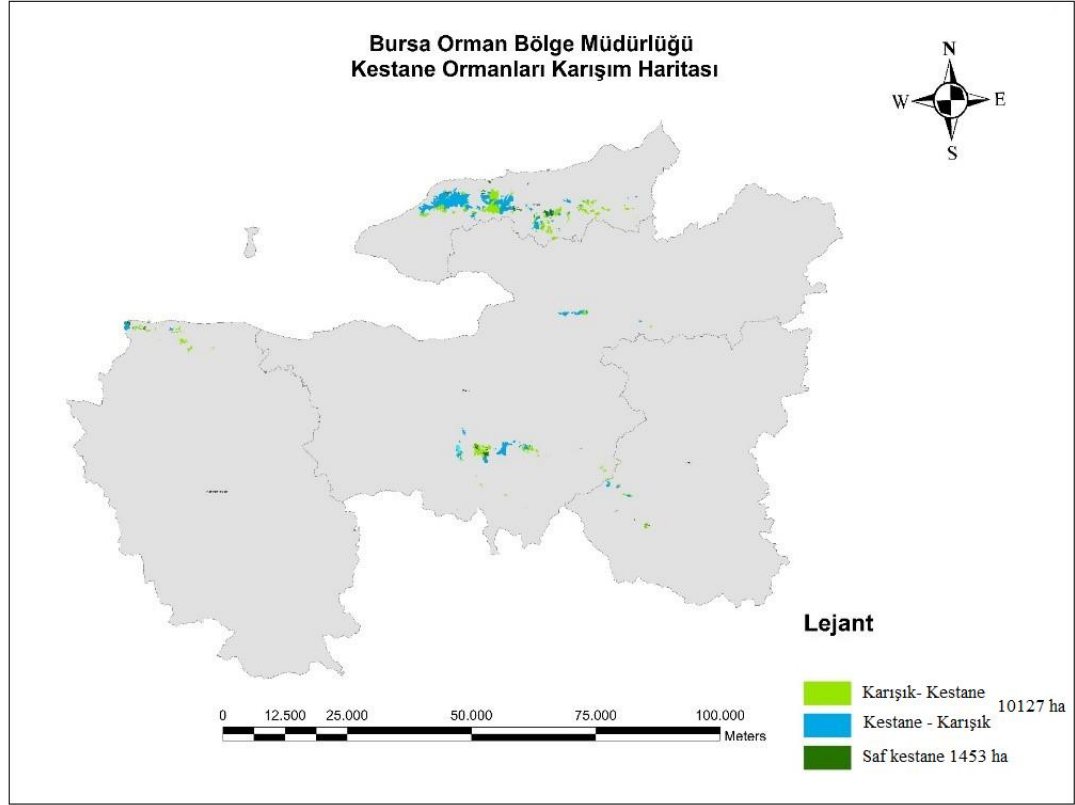 Bursa Orman Bölge Müdürlüğü
Kestane Ormanları Karışım Haritası
N
W E
S
Lejant
Karışık- Kestane
10127 ha
Kestane - Karışık
Saf kestane 1453 ha
0 12.500 25.000 50.000 75.000 100.000
Meters